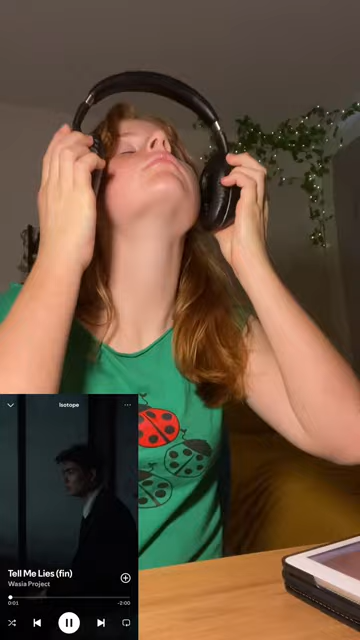 Isotope
Tell Me Lies (fin)
Wasia Project
0:01
-2:00